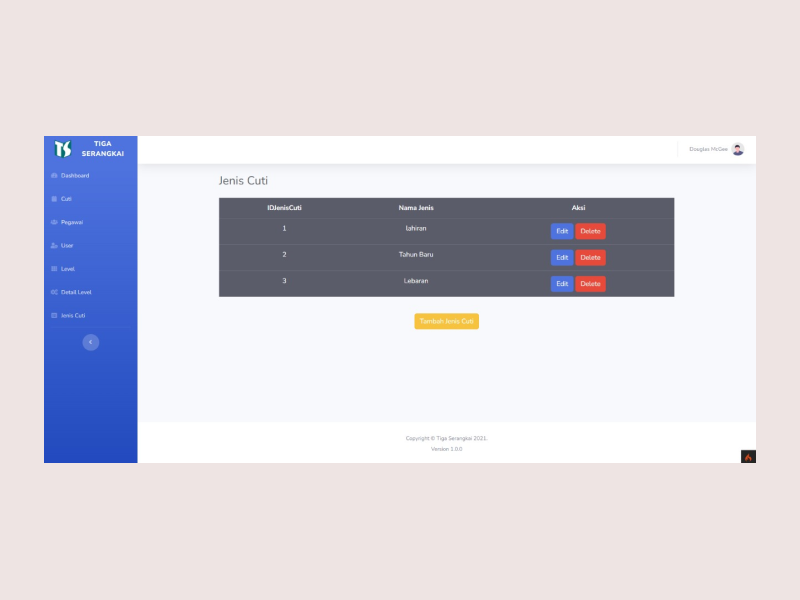 TS TIGA SERANGKAI
Douglas McGee
Dashboard
Cuti
Pegawai
User
Level
Detail Level
Jenis Cuti
Jenis Cuti
IDJenisCuti Nama Jenis Aksi
1 lahiran Edit Delete
2 Tahun Baru Edit Delete
3 Lebaran Edit Delete
Tambah Jenis Cuti
Copyright © Tiga Serangkai 2021.
Version 1.0.0